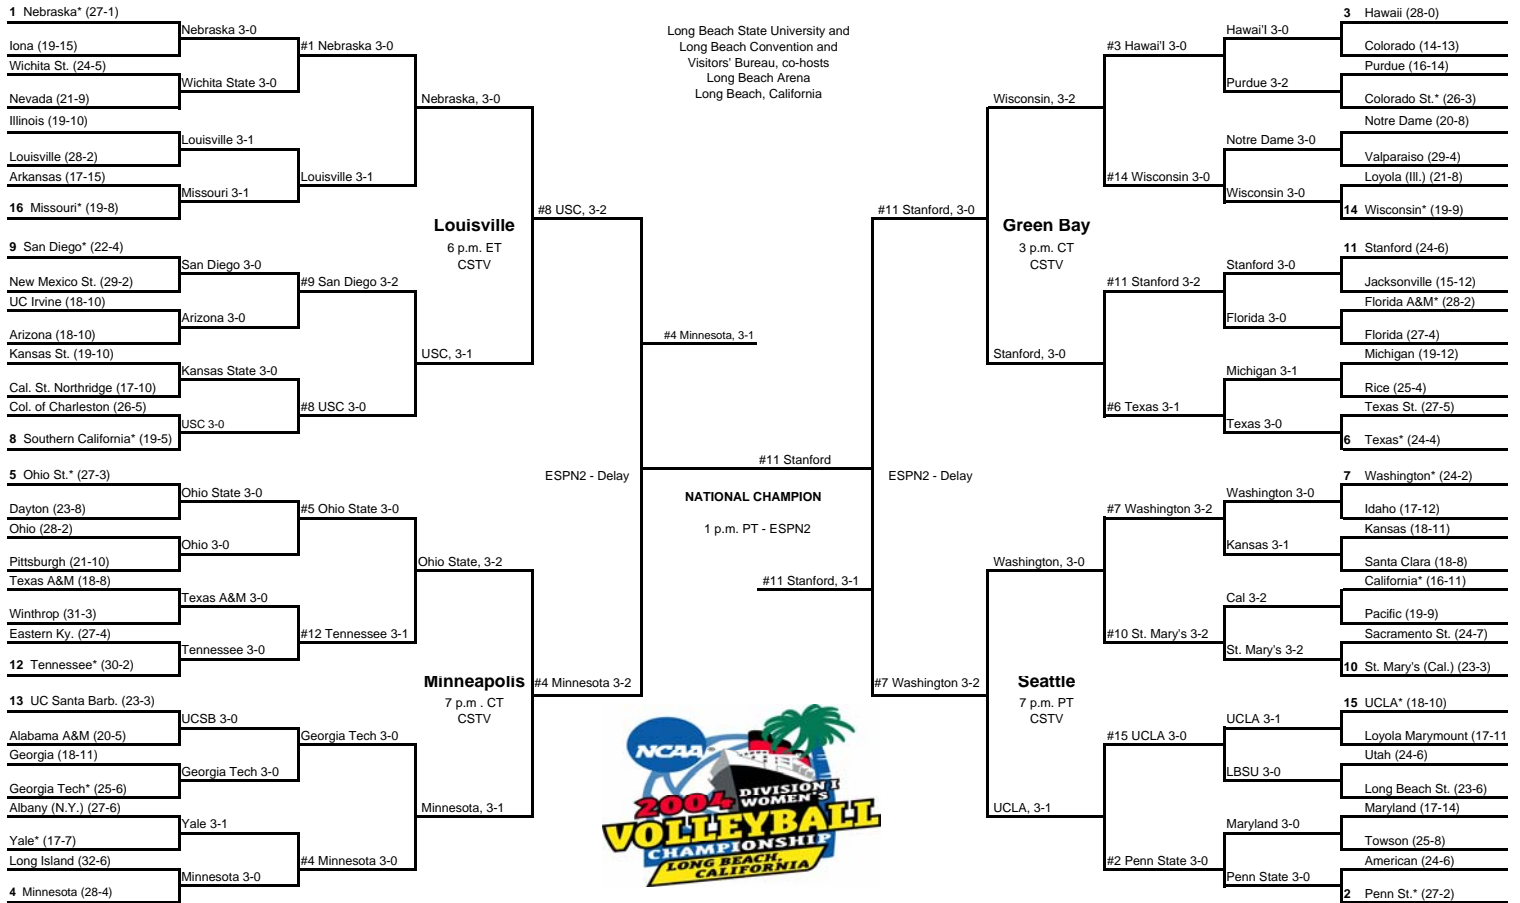 1 Nebraska* (27-1)
Iona (19-15)
Wichita St. (24-5)
Nevada (21-9)
Illinois (19-10)
Louisville (28-2)
Arkansas (17-15)
16 Missouri* (19-8)
9 San Diego* (22-4)
New Mexico St. (29-2)
UC Irvine (18-10)
Arizona (18-10)
Kansas St. (19-10)
Cal. St. Northridge (17-10)
Col. of Charleston (26-5)
8 Southern California* (19-5)
5 Ohio St.* (27-3)
Dayton (23-8)
Ohio (28-2)
Pittsburgh (21-10)
Texas A&M (18-8)
Winthrop (31-3)
Eastern Ky. (27-4)
12 Tennessee* (30-2)
13 UC Santa Barb. (23-3)
Alabama A&M (20-5)
Georgia (18-11)
Georgia Tech* (25-6)
Albany (N.Y.) (27-6)
Yale* (17-7)
Long Island (32-6)
4 Minnesota (28-4)
Nebraska 3-0
Wichita State 3-0
Louisville 3-1
Missouri 3-1
San Diego 3-0
Arizona 3-0
Kansas State 3-0
USC 3-0
Ohio State 3-0
Ohio 3-0
Texas A&M 3-0
Tennessee 3-0
UCSB 3-0
Georgia Tech 3-0
Yale 3-1
Minnesota 3-0
#1 Nebraska 3-0
Louisville 3-1
#9 San Diego 3-2
#8 USC 3-0
#5 Ohio State 3-0
#12 Tennessee 3-1
Georgia Tech 3-0
#4 Minnesota 3-0
Nebraska, 3-0
USC, 3-1
Ohio State, 3-2
Minnesota, 3-1
Louisville
6 p.m. ET
CSTV
Minneapolis
7 p.m . CT
CSTV
#8 USC, 3-2
#4 Minnesota 3-2
ESPN2 - Delay
#4 Minnesota, 3-1
Long Beach State University and
Long Beach Convention and
Visitors' Bureau, co-hosts
Long Beach Arena
Long Beach, California
#11 Stanford
NATIONAL CHAMPION
1 p.m. PT - ESPN2
#11 Stanford, 3-1
NCAA
2004 DIVISION I
WOMEN'S
VOLLEYBALL
CHAMPIONSHIP
LONG BEACH,
CALIFORNIA
#11 Stanford, 3-0
#7 Washington 3-2
ESPN2 - Delay
Green Bay
3 p.m. CT
CSTV
Seattle
7 p.m. PT
CSTV
Wisconsin, 3-2
Stanford, 3-0
Washington, 3-0
UCLA, 3-1
#3 Hawai'I 3-0
#14 Wisconsin 3-0
#11 Stanford 3-2
#6 Texas 3-1
#7 Washington 3-2
#10 St. Mary's 3-2
#15 UCLA 3-0
#2 Penn State 3-0
Hawai'I 3-0
Purdue 3-2
Notre Dame 3-0
Wisconsin 3-0
Stanford 3-0
Florida 3-0
Michigan 3-1
Texas 3-0
Washington 3-0
Kansas 3-1
Cal 3-2
St. Mary's 3-2
UCLA 3-1
LBSU 3-0
Maryland 3-0
Penn State 3-0
3 Hawaii (28-0)
Colorado (14-13)
Purdue (16-14)
Colorado St.* (26-3)
Notre Dame (20-8)
Valparaiso (29-4)
Loyola (Ill.) (21-8)
14 Wisconsin* (19-9)
11 Stanford (24-6)
Jacksonville (15-12)
Florida A&M* (28-2)
Florida (27-4)
Michigan (19-12)
Rice (25-4)
Texas St. (27-5)
6 Texas* (24-4)
7 Washington* (24-2)
Idaho (17-12)
Kansas (18-11)
Santa Clara (18-8)
California* (16-11)
Pacific (19-9)
Sacramento St. (24-7)
10 St. Mary's (Cal.) (23-3)
15 UCLA* (18-10)
Loyola Marymount (17-11
Utah (24-6)
Long Beach St. (23-6)
Maryland (17-14)
Towson (25-8)
American (24-6)
2 Penn St.* (27-2)